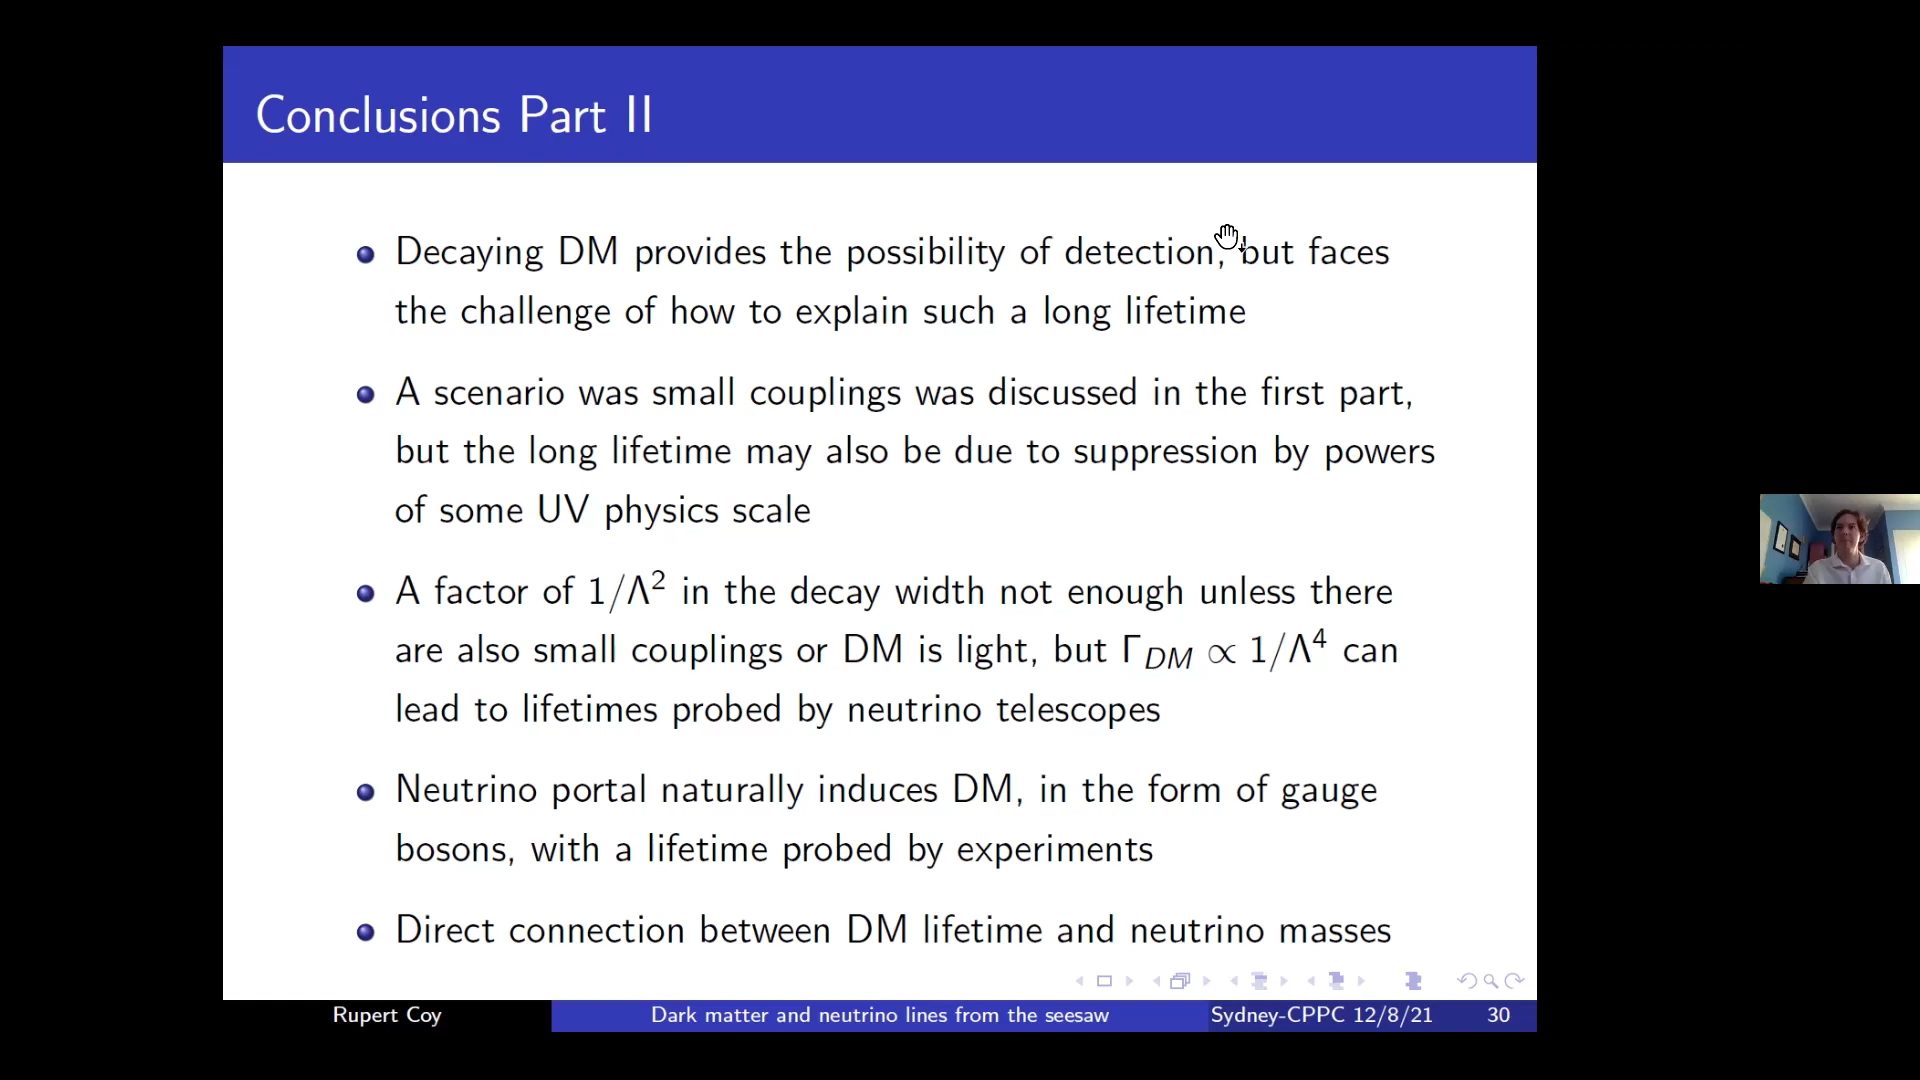 Conclusions Part II
Decaying DM provides the possibility of detection, but faces
the challenge of how to explain such a long lifetime
A scenario was small couplings was discussed in the first part,
but the long lifetime may also be due to suppression by powers
of some UV physics scale
A factor of 1/Λ² in the decay width not enough unless there
are also small couplings or DM is light, but Γ_DM ∝ 1/Λ⁴ can
lead to lifetimes probed by neutrino telescopes
Neutrino portal naturally induces DM, in the form of gauge
bosons, with a lifetime probed by experiments
Direct connection between DM lifetime and neutrino masses
Rupert Coy Dark matter and neutrino lines from the seesaw Sydney-CPPC 12/8/21 30